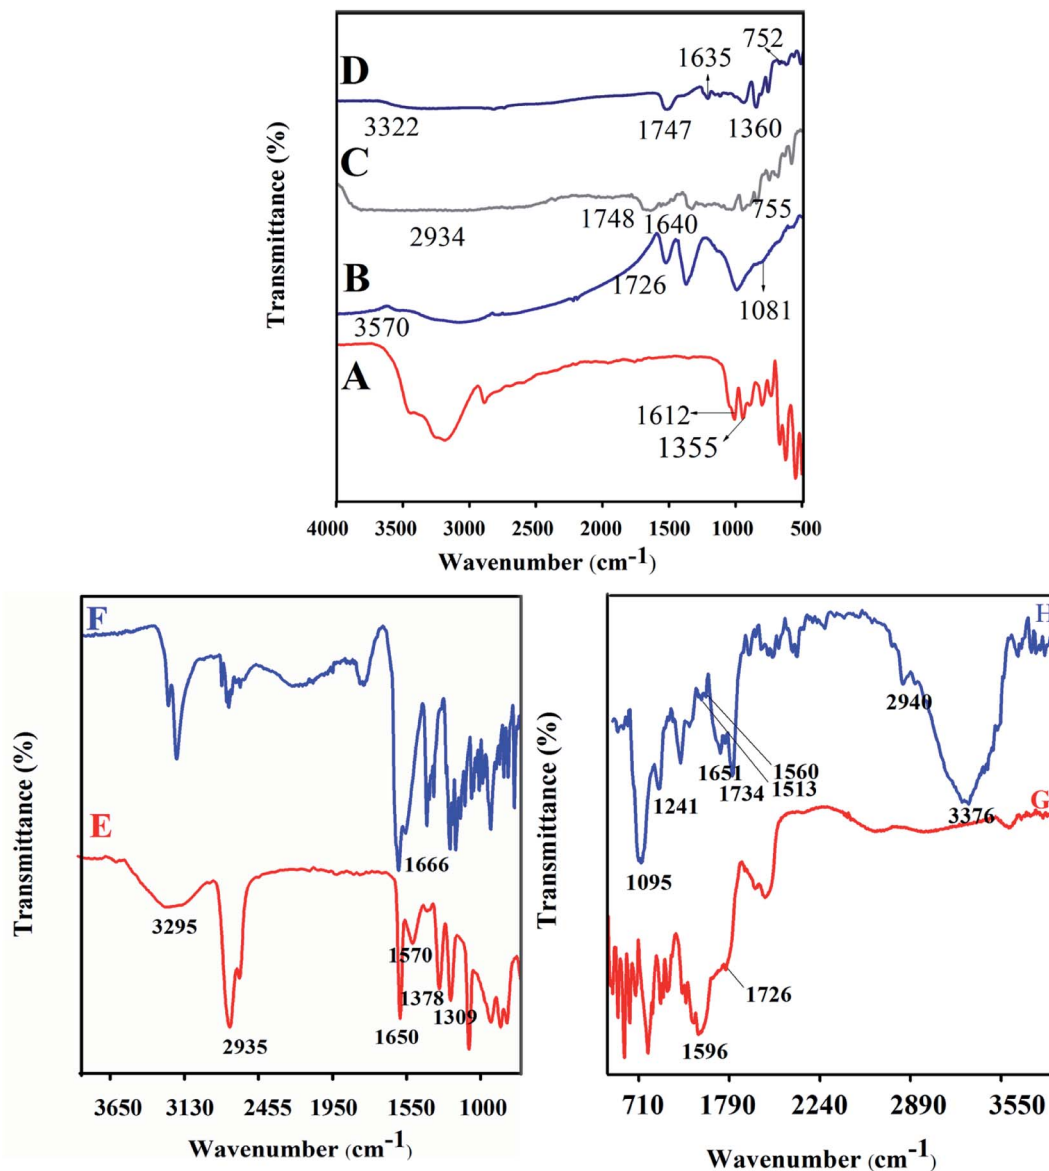 752
1635
D
3322
1747
1360
C
2934
1748
1640
755
B
1726
3570
1081
A
1612
1355
Transmittance (%)
4000 3500 3000 2500 2000 1500 1000 500
Wavenumber (cm-1)
F
1666
E
3295
1570
1378
1309
1650
2935
Transmittance (%)
3650 3130 2455 1950 1550 1000
Wavenumber (cm-1)
H
2940
1651
1560
1734
1513
1241
3376
G
1095
1726
1596
Transmittance (%)
710 1790 2240 2890 3550
Wavenumber (cm-1)